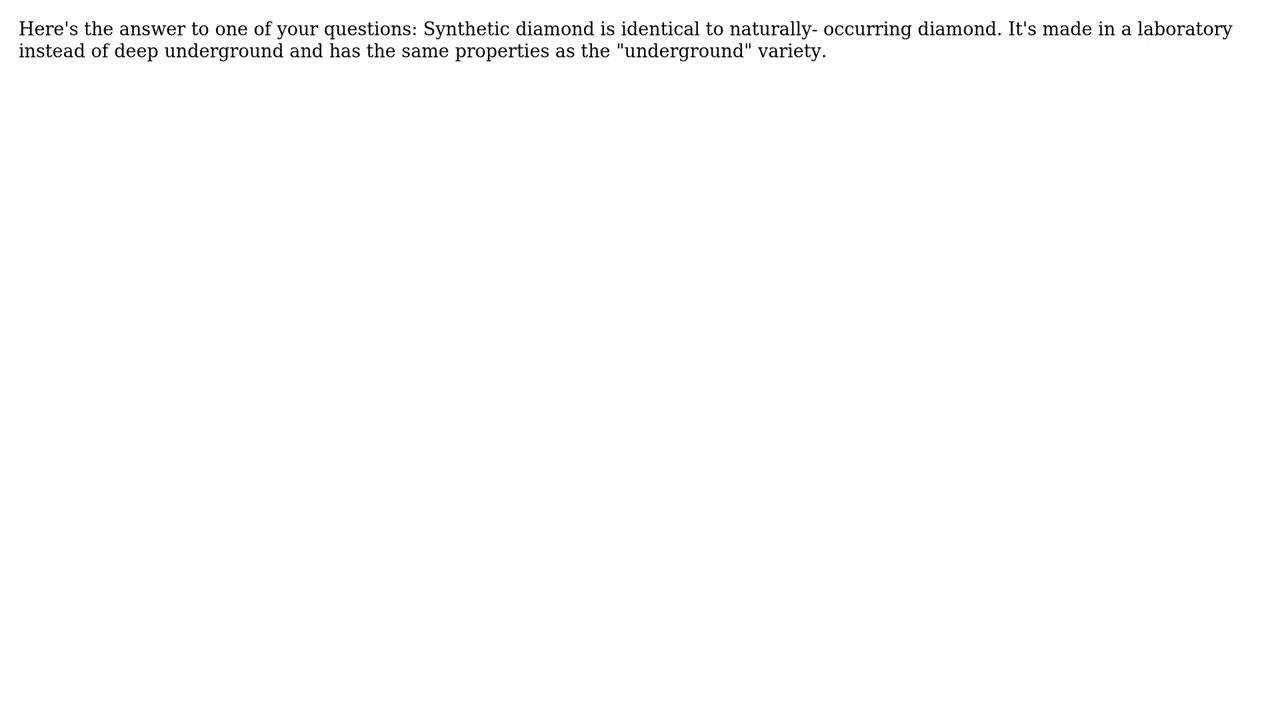 Here's the answer to one of your questions: Synthetic diamond is identical to naturally- occurring diamond. It's made in a laboratory
instead of deep underground and has the same properties as the "underground" variety.